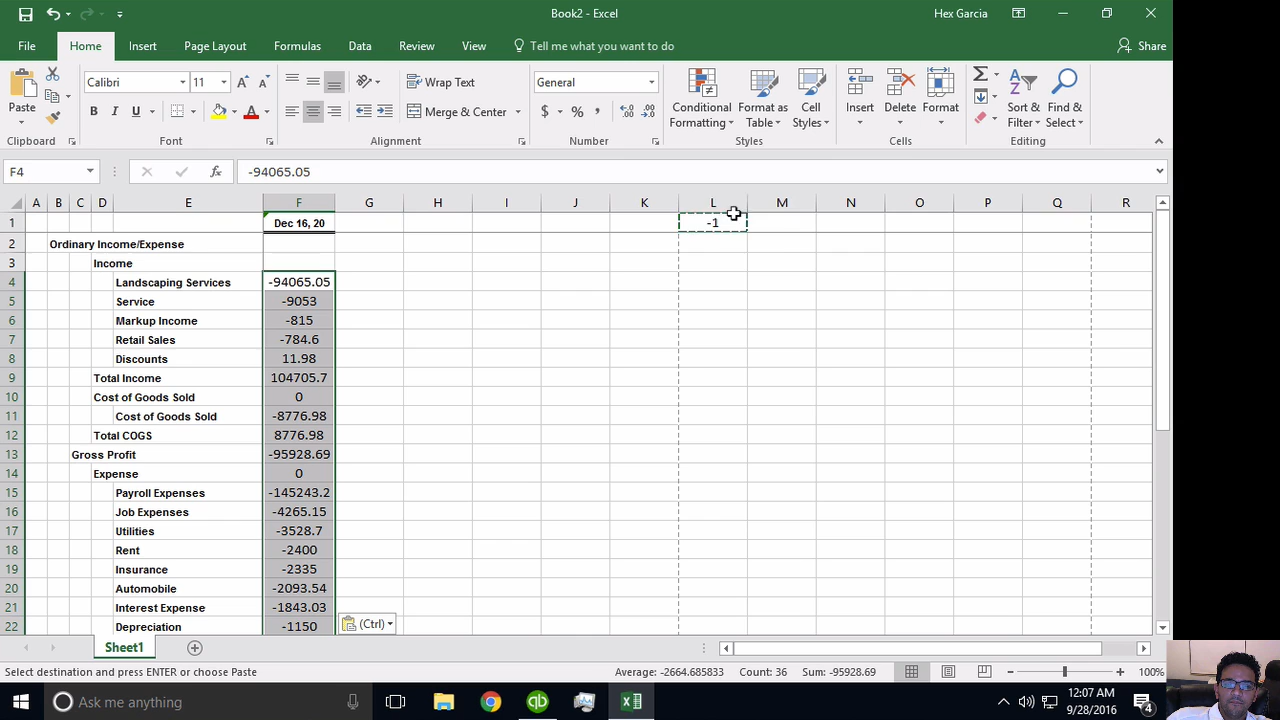 Book2 - Excel
Hex Garcia
File Home Insert Page Layout Formulas Data Review View Tell me what you want to do Share
Paste
Calibri 11
B I U
Wrap Text
Merge & Center
General
$ % ,
Conditional Formatting
Format as Table
Cell Styles
Insert
Delete
Format
Sort & Filter
Find & Select
Clipboard Font Alignment Number Styles Cells Editing
F4 fx -94065.05
A B C D E F G H I J K L M N O P Q R
1 Dec 16, 20 -1
2 Ordinary Income/Expense
3 Income
4 Landscaping Services -94065.05
5 Service -9053
6 Markup Income -815
7 Retail Sales -784.6
8 Discounts 11.98
9 Total Income 104705.7
10 Cost of Goods Sold 0
11 Cost of Goods Sold -8776.98
12 Total COGS 8776.98
13 Gross Profit -95928.69
14 Expense 0
15 Payroll Expenses -145243.2
16 Job Expenses -4265.15
17 Utilities -3528.7
18 Rent -2400
19 Insurance -2335
20 Automobile -2093.54
21 Interest Expense -1843.03
22 Depreciation -1150
(Ctrl)
Sheet1
Select destination and press ENTER or choose Paste Average: -2664.685833 Count: 36 Sum: -95928.69 100%
Ask me anything
12:07 AM
9/28/2016
4